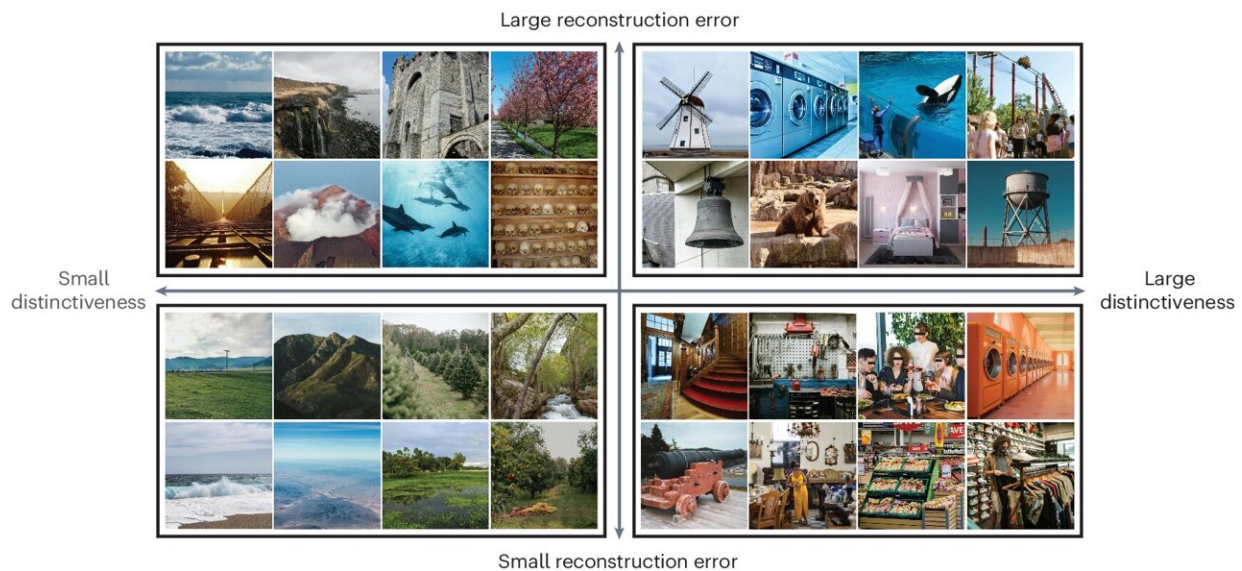 Large reconstruction error
Small
distinctiveness
Large
distinctiveness
Small reconstruction error